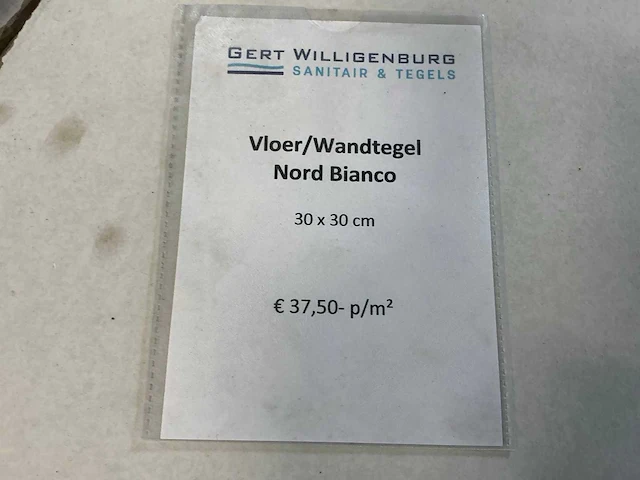 GERT WILLIGENBURG
SANITAIR & TEGELS
Vloer/Wandtegel
Nord Bianco
30 x 30 cm
€ 37,50- p/m²